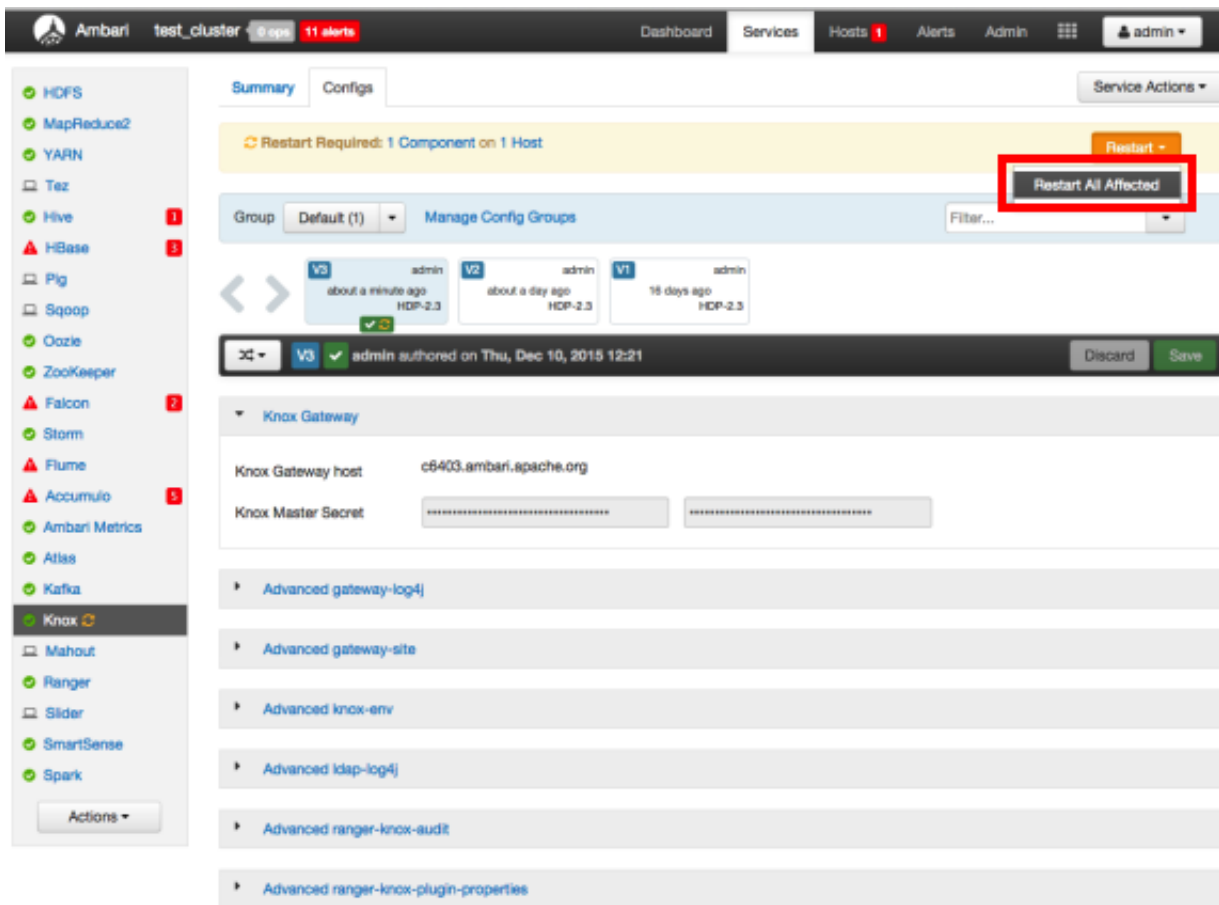 Ambari test_cluster 0 ops 11 alerts Dashboard Services Hosts 1 Alerts Admin admin
HDFS
MapReduce2
YARN
Tez
Hive 1
HBase 3
Pig
Sqoop
Oozie
ZooKeeper
Falcon 2
Storm
Flume
Accumulo 5
Ambari Metrics
Atlas
Kafka
Knox
Mahout
Ranger
Slider
SmartSense
Spark
Actions
Summary Configs Service Actions
Restart Required: 1 Component on 1 Host Restart
Restart All Affected
Group Default (1) Manage Config Groups Filter...
V3 admin V2 admin V1 admin
about a minute ago about a day ago 16 days ago
HDP-2.3 HDP-2.3 HDP-2.3
V3 admin authored on Thu, Dec 10, 2015 12:21 Discard Save
Knox Gateway
Knox Gateway host c6403.ambari.apache.org
Knox Master Secret
Advanced gateway-log4j
Advanced gateway-site
Advanced knox-env
Advanced ldap-log4j
Advanced ranger-knox-audit
Advanced ranger-knox-plugin-properties